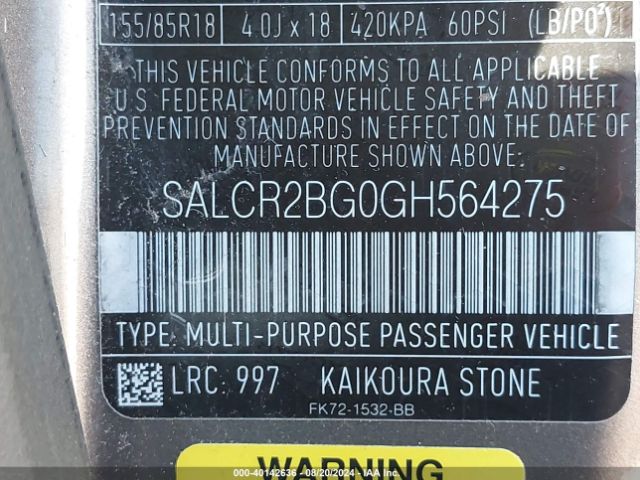 155/85R18 4.0J x 18 420KPA 60PSI (LB/PO²)
THIS VEHICLE CONFORMS TO ALL APPLICABLE
U.S. FEDERAL MOTOR VEHICLE SAFETY AND THEFT
PREVENTION STANDARDS IN EFFECT ON THE DATE OF
MANUFACTURE SHOWN ABOVE.
SALCR2BG0GH564275
TYPE: MULTI-PURPOSE PASSENGER VEHICLE
LRC: 997 KAIKOURA STONE
FK72-1532-BB
WARNING
000-40142636 - 08/20/2024 - IAA Inc.